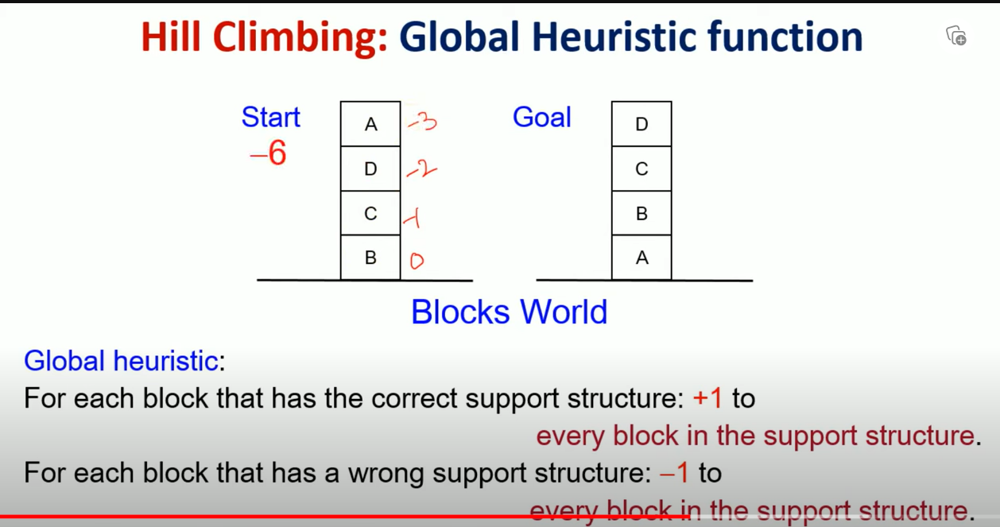 Hill Climbing: Global Heuristic function
Start
–6
A -3
D -2
C -1
B 0
Goal
D
C
B
A
Blocks World
Global heuristic:
For each block that has the correct support structure: +1 to
every block in the support structure.
For each block that has a wrong support structure: –1 to
every block in the support structure.